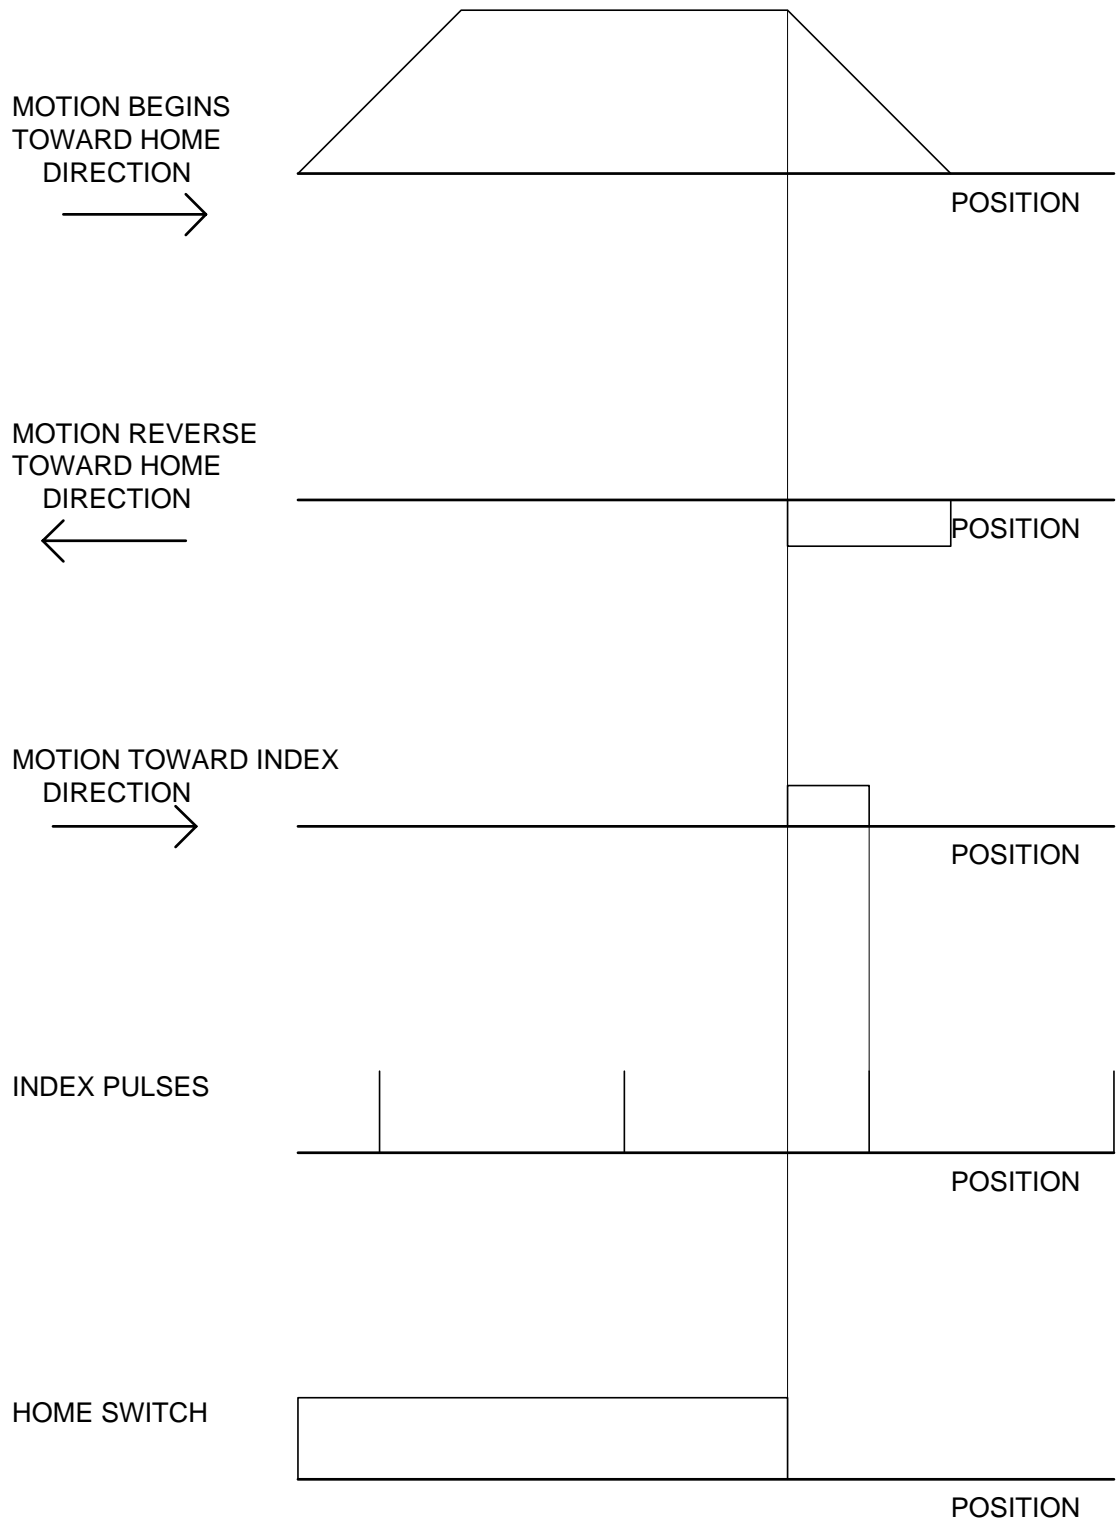 MOTION BEGINS
TOWARD HOME
DIRECTION
POSITION
MOTION REVERSE
TOWARD HOME
DIRECTION
POSITION
MOTION TOWARD INDEX
DIRECTION
POSITION
INDEX PULSES
POSITION
HOME SWITCH
POSITION